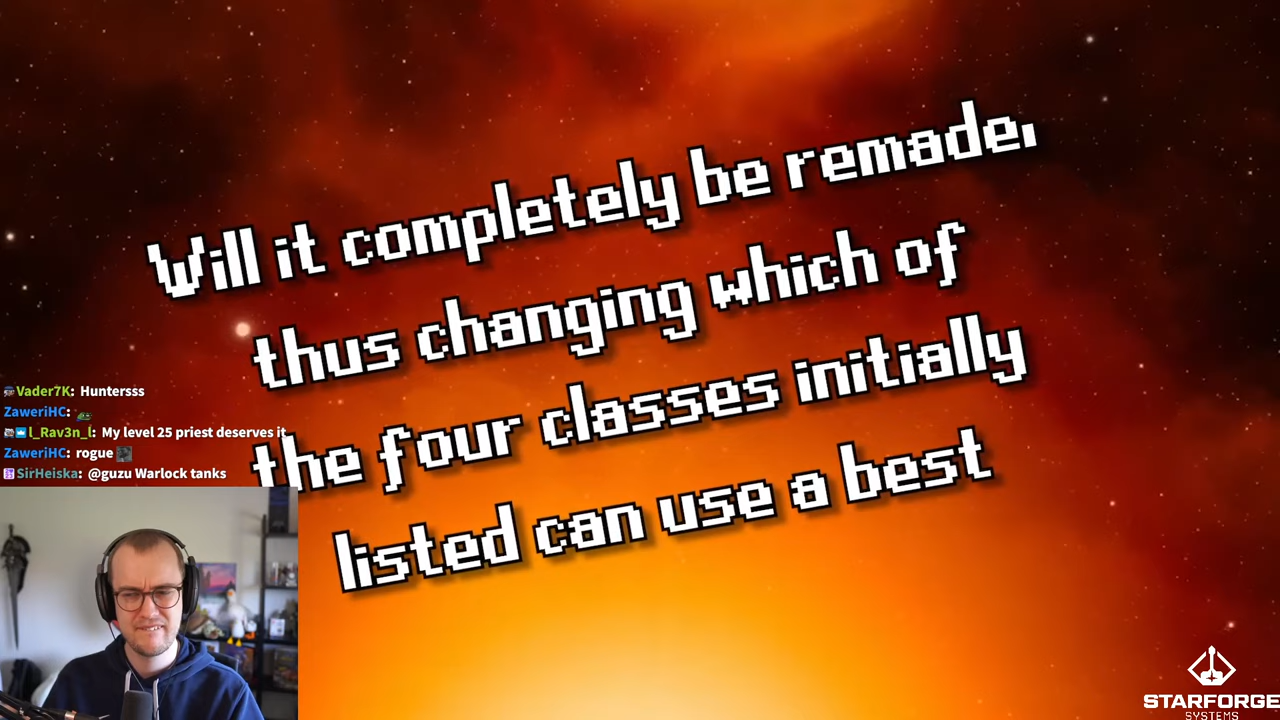 Will it completely be remade,
thus changing which of
the four classes initially
listed can use a best
Vader7K: Huntersss
ZaweriHC:
l_Rav3n_l: My level 25 priest deserves it
ZaweriHC: rogue
SirHeiska: @guzu Warlock tanks
STARFORGE
SYSTEMS